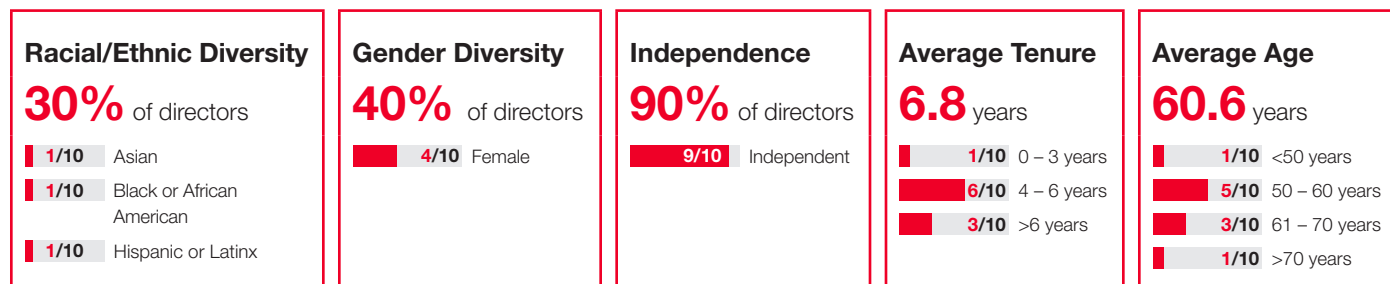 Racial/Ethnic Diversity
30% of directors
1/10 Asian
1/10 Black or African
American
1/10 Hispanic or Latinx
Gender Diversity
40% of directors
4/10 Female
Independence
90% of directors
9/10 Independent
Average Tenure
6.8 years
1/10 0 – 3 years
6/10 4 – 6 years
3/10 >6 years
Average Age
60.6 years
1/10 <50 years
5/10 50 – 60 years
3/10 61 – 70 years
1/10 >70 years